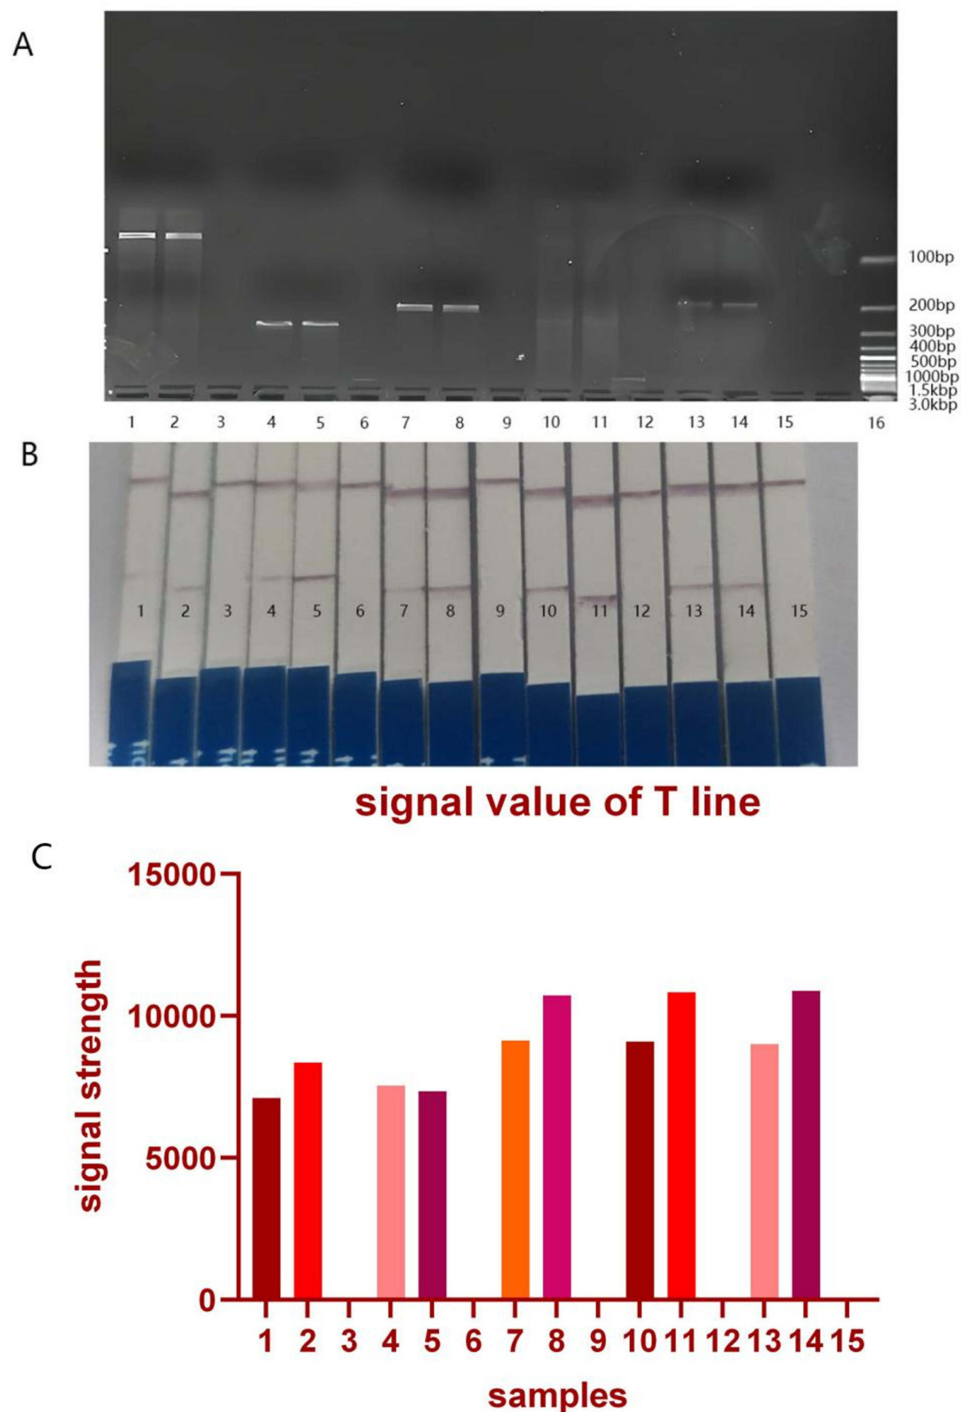 A
100bp
200bp
300bp
400bp
500bp
1000bp
1.5kbp
3.0kbp
1 2 3 4 5 6 7 8 9 10 11 12 13 14 15 16
B
1 2 3 4 5 6 7 8 9 10 11 12 13 14 15
signal value of T line
C
15000
10000
5000
0
signal strength
1 2 3 4 5 6 7 8 9 10 11 12 13 14 15
samples